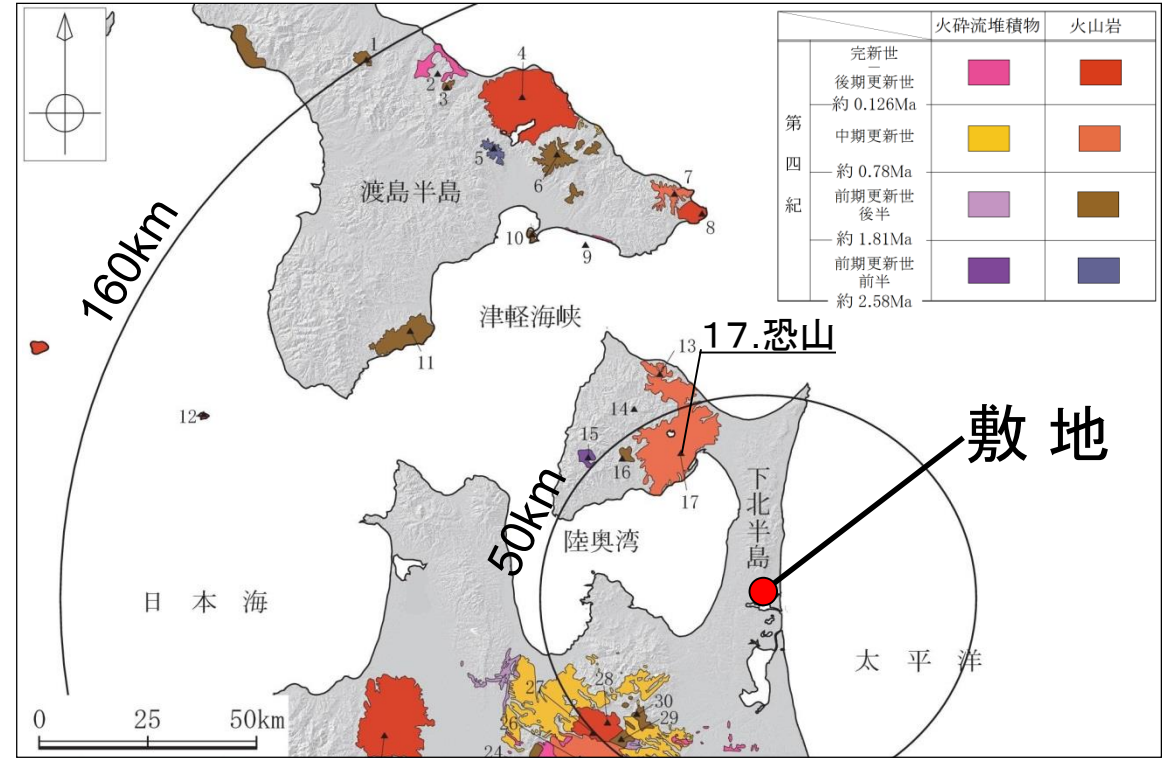 火砕流堆積物 火山岩
第四紀
完新世
―
後期更新世
約 0.126Ma
中期更新世
約 0.78Ma
前期更新世
後半
約 1.81Ma
前期更新世
前半
約 2.58Ma
1
2
3
4
5
6
7
8
渡島半島
10
9
160km
津軽海峡
11
17.恐山
13
12
14
15
16
17
敷 地
50km
下北半島
陸奥湾
日 本 海
太 平 洋
27
28
30
29
26
24
0 25 50km